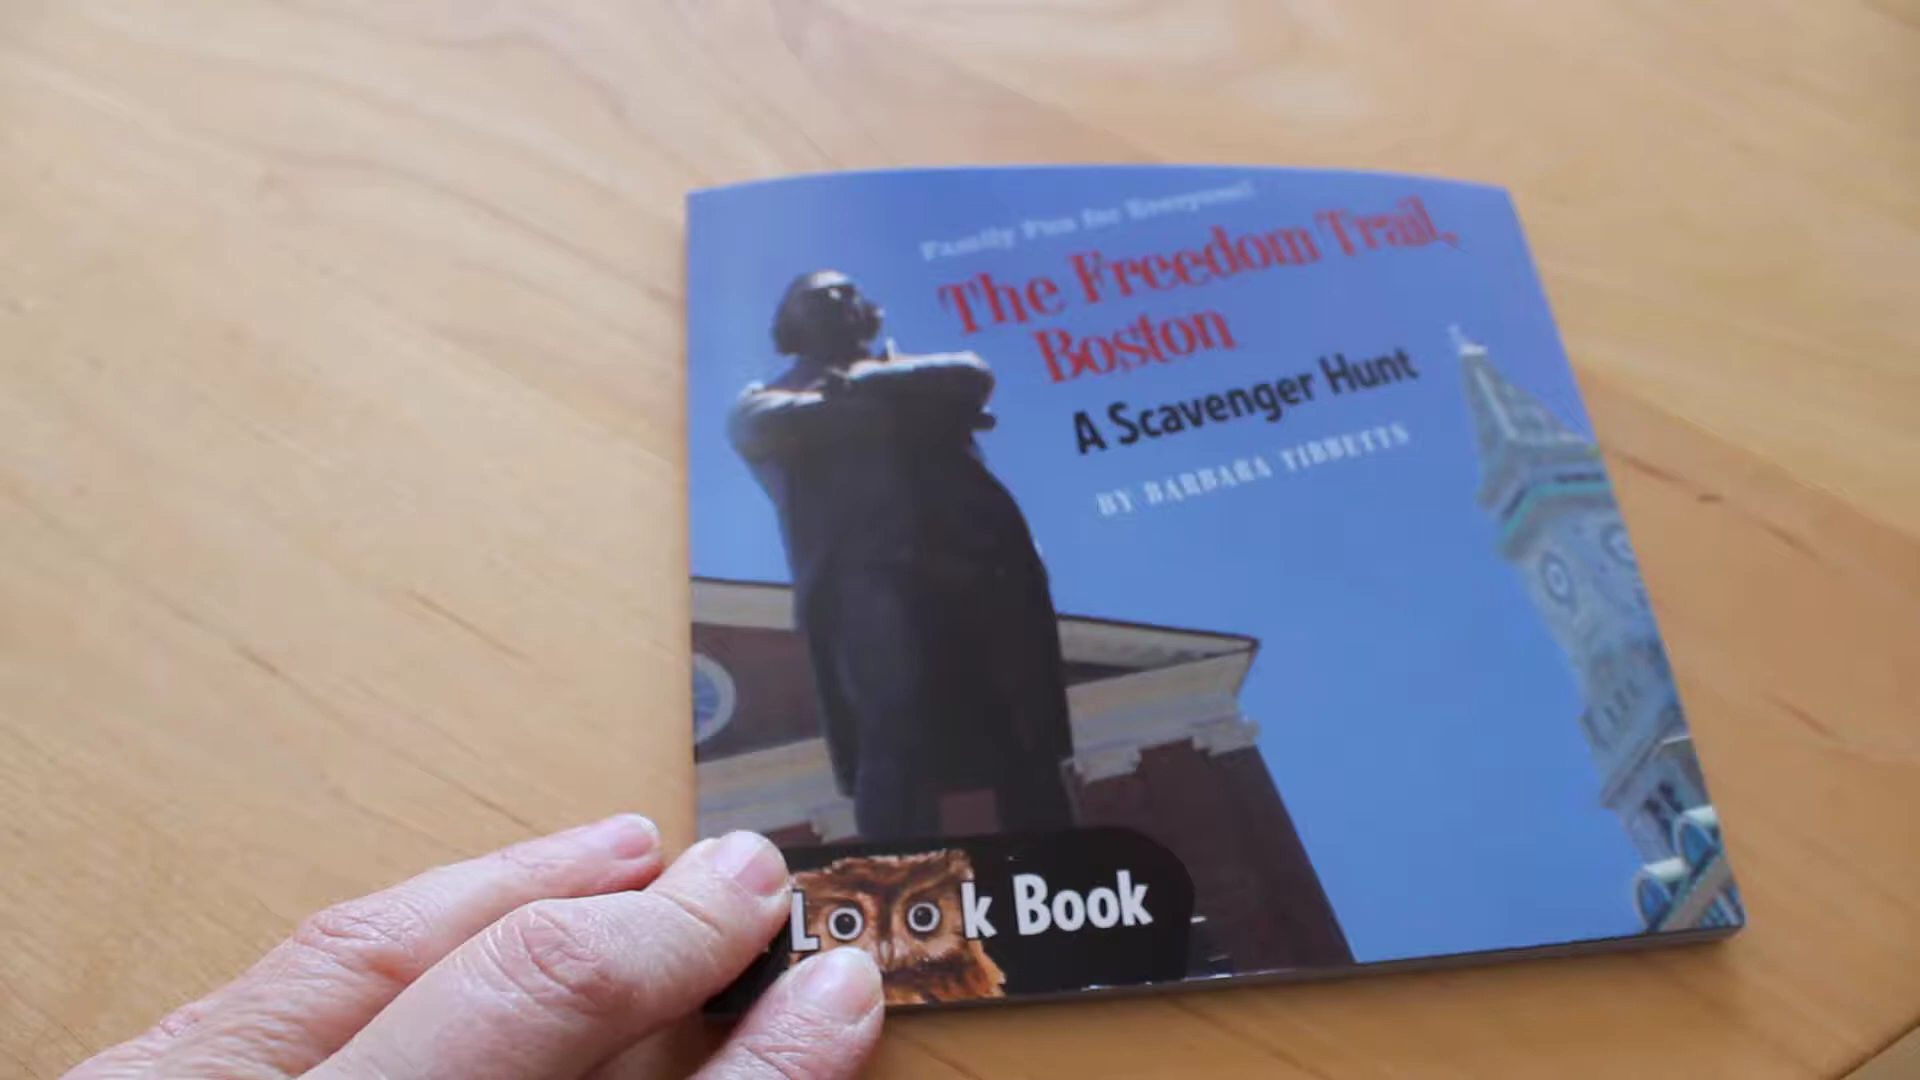 Family Fun for Everyone!
The Freedom Trail,
Boston
A Scavenger Hunt
BY BARBARA TIBBETTS
Look Book